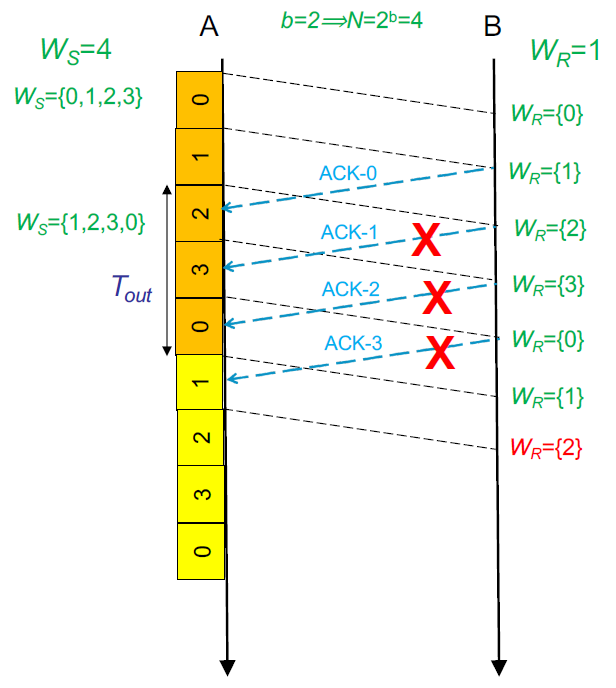 A
b=2⟹N=2ᵇ=4
B
W_S=4
W_R=1
W_S={0,1,2,3}
0
W_R={0}
1
ACK-0
W_R={1}
W_S={1,2,3,0}
2
ACK-1
X
W_R={2}
T_out
3
ACK-2
X
W_R={3}
0
ACK-3
X
W_R={0}
1
W_R={1}
2
W_R={2}
3
0